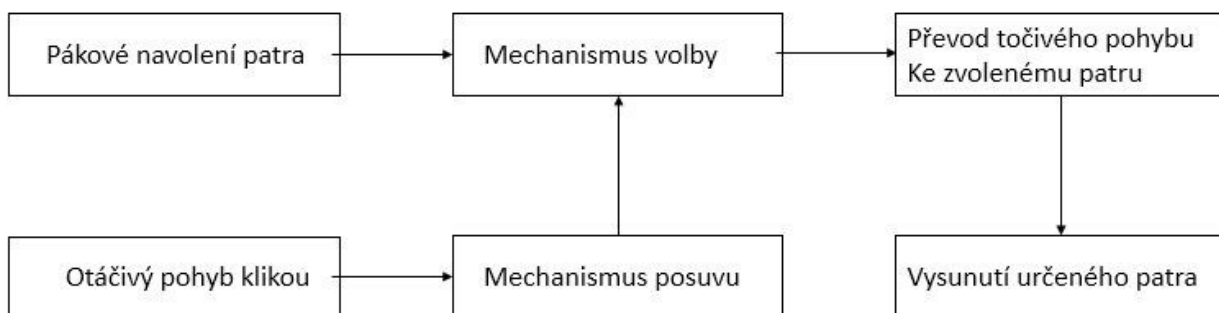 Pákové navolení patra
Mechanismus volby
Převod točivého pohybu
Ke zvolenému patru
Otáčivý pohyb klikou
Mechanismus posuvu
Vysunutí určeného patra